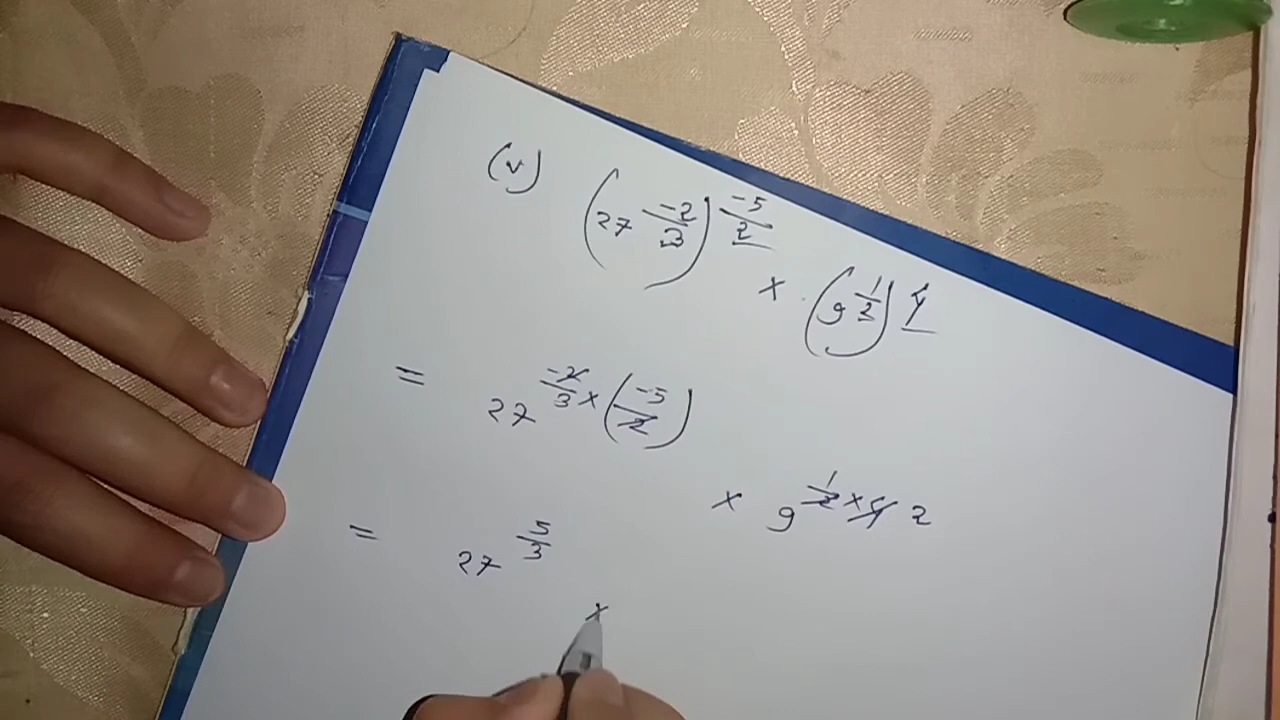 (v) (27^{-2/3})^{-5/2} × (9^{1/2})^4
= 27^{-2/3 × (-5/2)} × 9^{1/2 × 4 2}
= 27^{5/3} ×